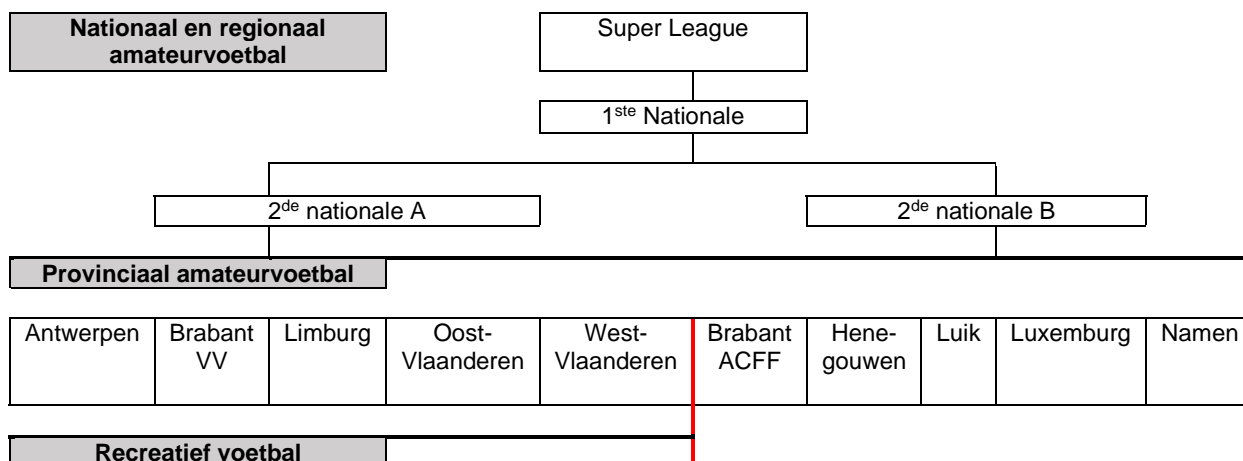 Nationaal en regionaal
amateurvoetbal
Super League
1ste Nationale
2de nationale A
2de nationale B
Provinciaal amateurvoetbal
Antwerpen
Brabant
VV
Limburg
Oost-
Vlaanderen
West-
Vlaanderen
Brabant
ACFF
Hene-
gouwen
Luik
Luxemburg
Namen
Recreatief voetbal